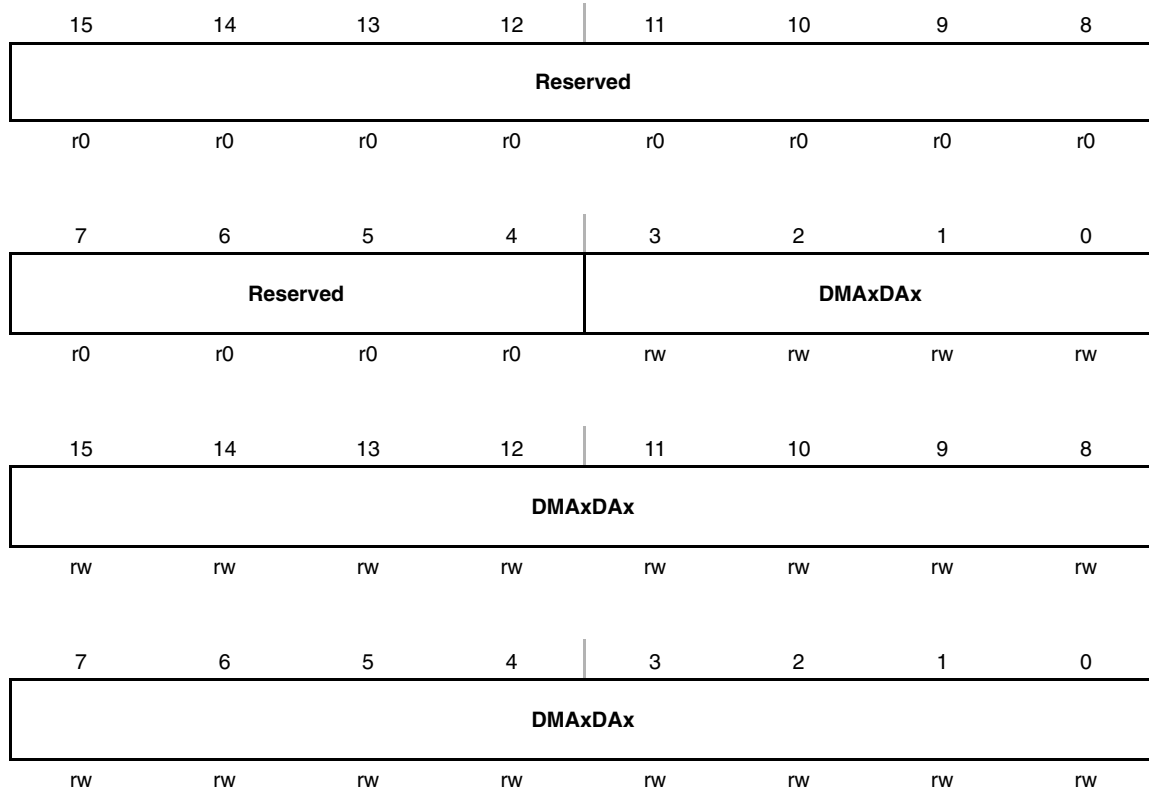 15 14 13 12 11 10 9 8
Reserved
r0 r0 r0 r0 r0 r0 r0 r0
7 6 5 4 3 2 1 0
Reserved DMAxDAx
r0 r0 r0 r0 rw rw rw rw
15 14 13 12 11 10 9 8
DMAxDAx
rw rw rw rw rw rw rw rw
7 6 5 4 3 2 1 0
DMAxDAx
rw rw rw rw rw rw rw rw